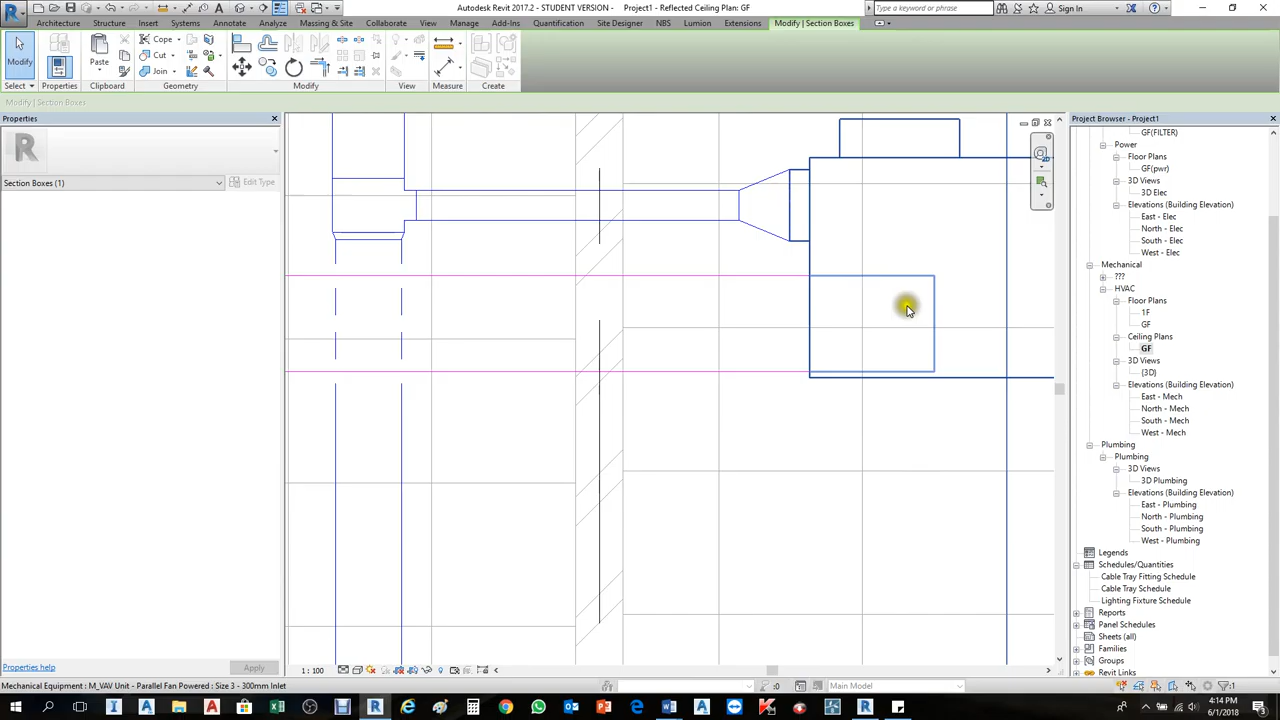 Autodesk Revit 2017.2 - STUDENT VERSION - Project1 - Reflected Ceiling Plan: GF
Type a keyword or phrase
Sign In
Architecture Structure Insert Systems Annotate Analyze Massing & Site Collaborate View Manage Add-Ins Quantification Site Designer NBS Lumion Extensions Modify | Section Boxes
Modify
Paste
Cope
Cut
Join
Select Properties Clipboard Geometry Modify View Measure Create
Modify | Section Boxes
Properties
Project Browser - Project1
Section Boxes (1)
Edit Type
GF(FILTER)
Power
Floor Plans
GF(pwr)
3D Views
3D Elec
Elevations (Building Elevation)
East - Elec
North - Elec
South - Elec
West - Elec
Mechanical
???
HVAC
Floor Plans
1F
GF
Ceiling Plans
GF
3D Views
{3D}
Elevations (Building Elevation)
East - Mech
North - Mech
South - Mech
West - Mech
Plumbing
Plumbing
3D Views
3D Plumbing
Elevations (Building Elevation)
East - Plumbing
North - Plumbing
South - Plumbing
West - Plumbing
Legends
Schedules/Quantities
Cable Tray Fitting Schedule
Cable Tray Schedule
Lighting Fixture Schedule
Reports
Panel Schedules
Sheets (all)
Families
Groups
Revit Links
Properties help
Apply
1 : 100
Mechanical Equipment : M_VAV Unit - Parallel Fan Powered : Size 3 - 300mm Inlet
:0
Main Model
:1
4:14 PM
6/1/2018